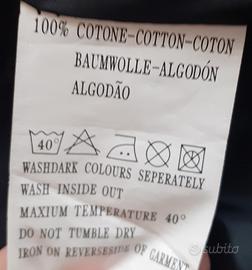 100% COTONE-COTTON-COTON
BAUMWOLLE-ALGODÓN
ALGODÃO
40°
WASHDARK COLOURS SEPERATELY
WASH INSIDE OUT
MAXIUM TEMPERATURE 40°
DO NOT TUMBLE DRY
IRON ON REVERSESIDE OF GARMENT
subito